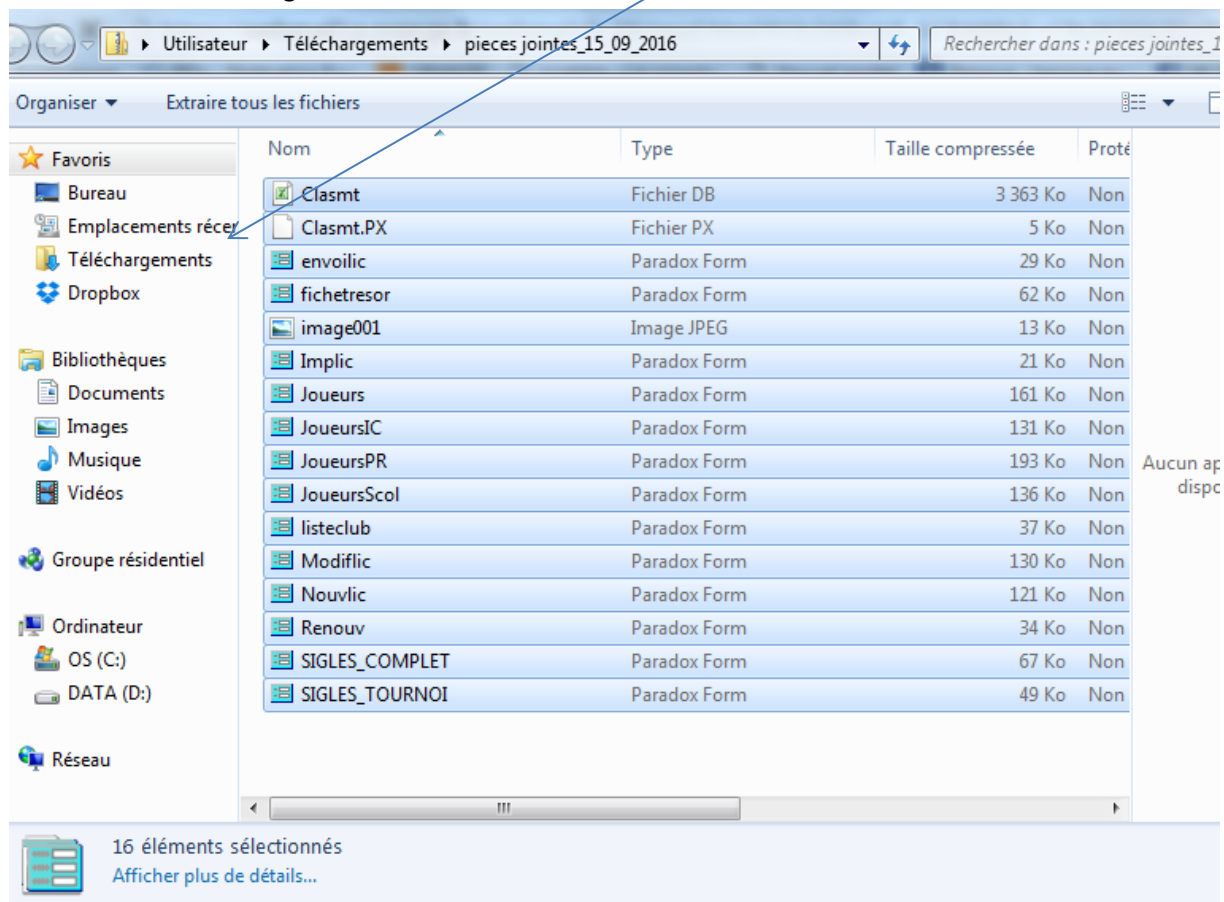 Utilisateur ▸ Téléchargements ▸ pieces jointes_15_09_2016
Rechercher dans : pieces jointes_1
Organiser Extraire tous les fichiers
Favoris
Bureau
Emplacements récen
Téléchargements
Dropbox
Bibliothèques
Documents
Images
Musique
Vidéos
Groupe résidentiel
Ordinateur
OS (C:)
DATA (D:)
Réseau
Nom Type Taille compressée Proté
Clasmt Fichier DB 3 363 Ko Non
Clasmt.PX Fichier PX 5 Ko Non
envoilic Paradox Form 29 Ko Non
fichetresor Paradox Form 62 Ko Non
image001 Image JPEG 13 Ko Non
Implic Paradox Form 21 Ko Non
Joueurs Paradox Form 161 Ko Non
JoueursIC Paradox Form 131 Ko Non
JoueursPR Paradox Form 193 Ko Non
JoueursScol Paradox Form 136 Ko Non
listeclub Paradox Form 37 Ko Non
Modiflic Paradox Form 130 Ko Non
Nouvlic Paradox Form 121 Ko Non
Renouv Paradox Form 34 Ko Non
SIGLES_COMPLET Paradox Form 67 Ko Non
SIGLES_TOURNOI Paradox Form 49 Ko Non
Aucun ap
dispo
16 éléments sélectionnés
Afficher plus de détails...